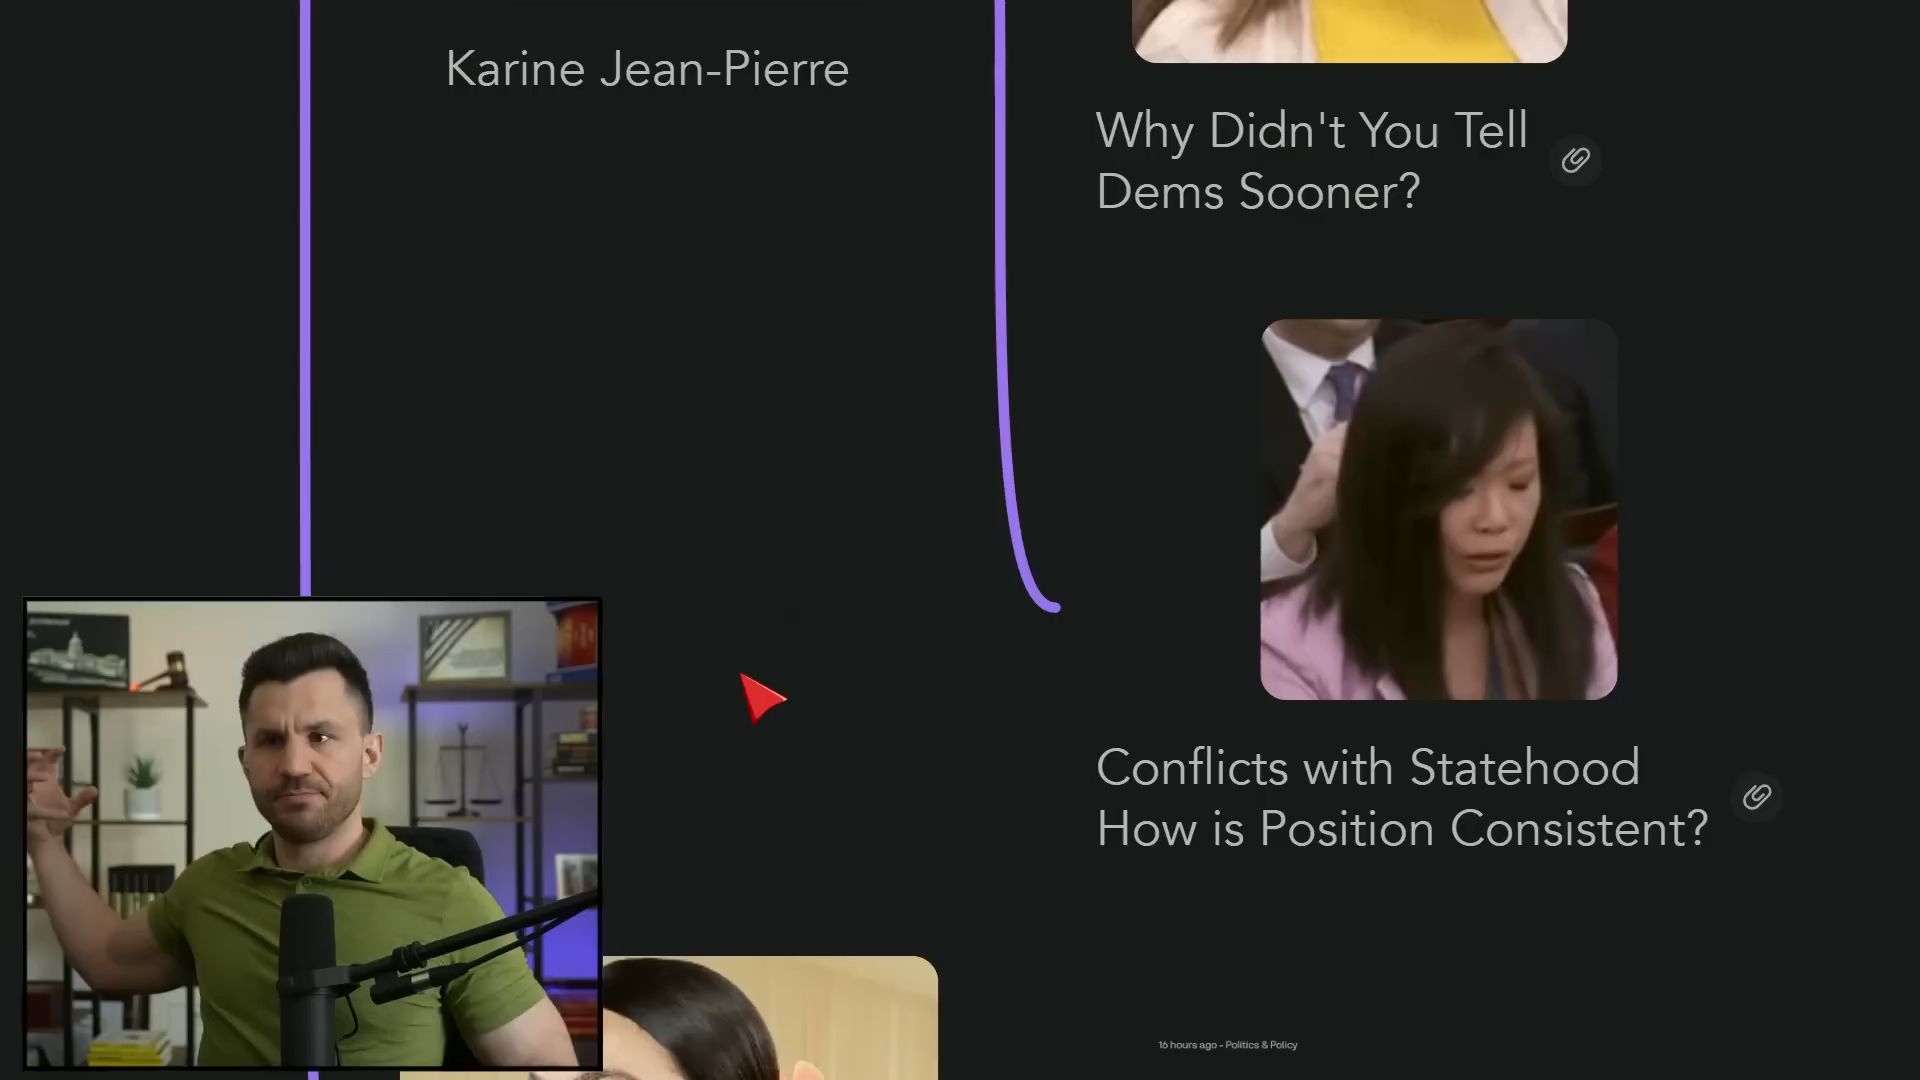 Karine Jean-Pierre
Why Didn't You Tell
Dems Sooner?
Conflicts with Statehood
How is Position Consistent?
16 hours ago - Politics & Policy